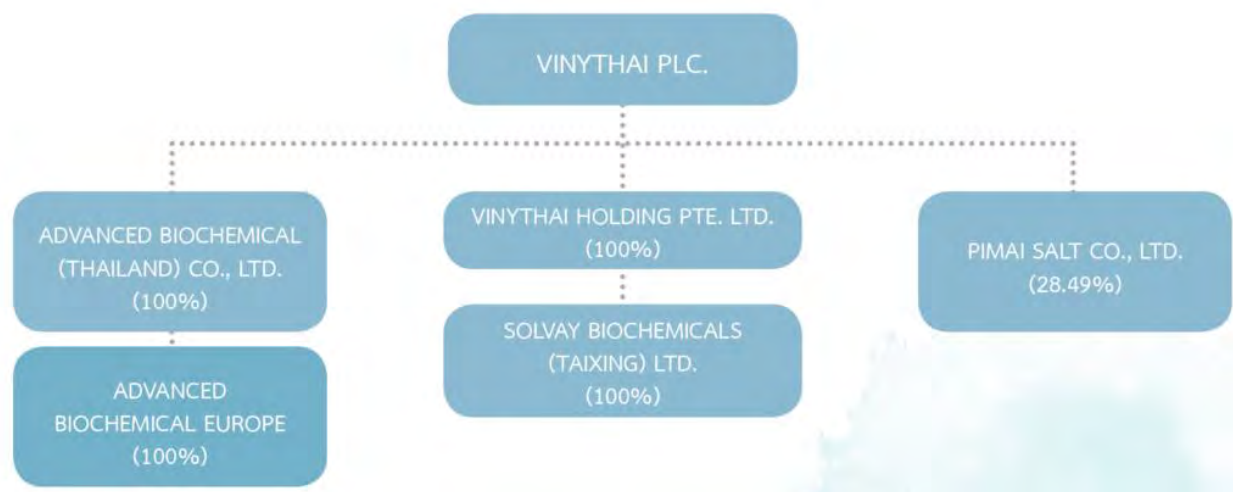 VINYTHAI PLC.
ADVANCED BIOCHEMICAL
(THAILAND) CO., LTD.
(100%)
ADVANCED
BIOCHEMICAL EUROPE
(100%)
VINYTHAI HOLDING PTE. LTD.
(100%)
SOLVAY BIOCHEMICALS
(TAIXING) LTD.
(100%)
PIMAI SALT CO., LTD.
(28.49%)